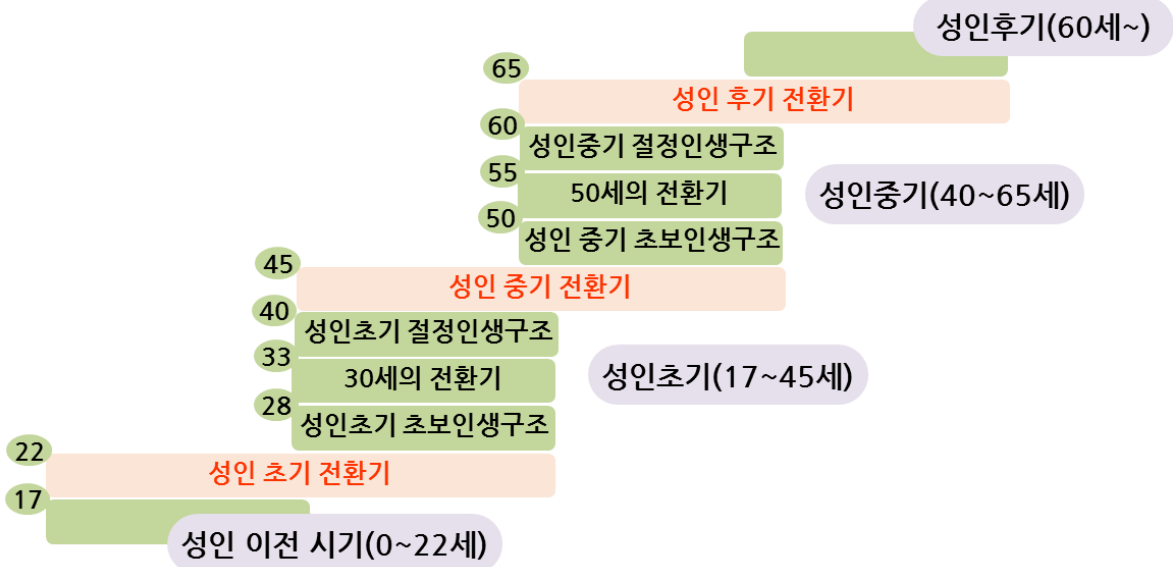 성인후기(60세~)
65
성인 후기 전환기
60
성인중기 절정인생구조
55
50세의 전환기
성인중기(40~65세)
50
성인 중기 초보인생구조
45
성인 중기 전환기
40
성인초기 절정인생구조
33
30세의 전환기
성인초기(17~45세)
28
성인초기 초보인생구조
22
성인 초기 전환기
17
성인 이전 시기(0~22세)